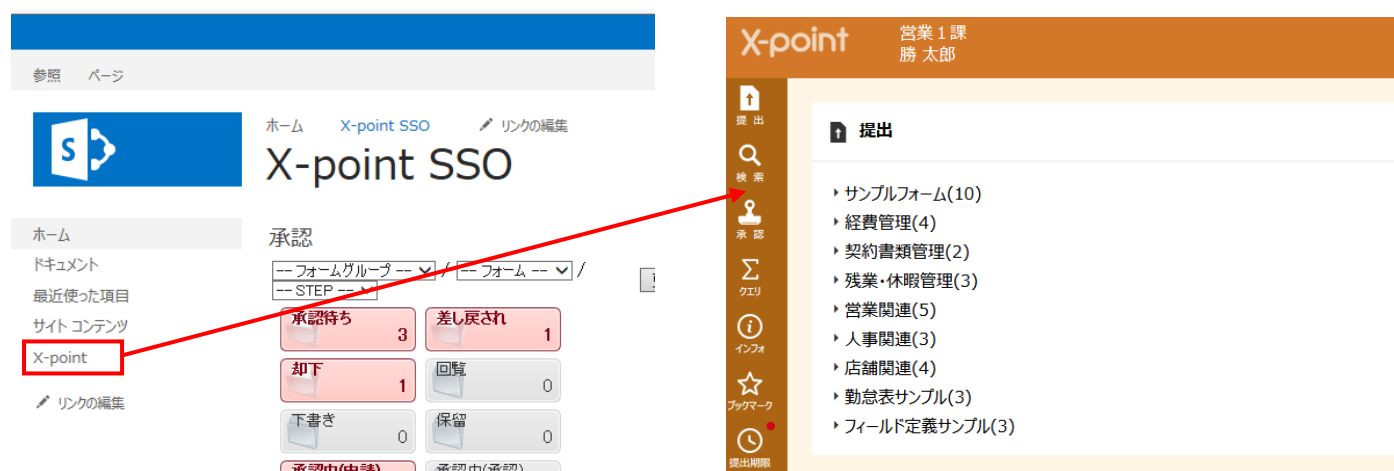 参照 ページ
S
ホーム X-point SSO リンクの編集
X-point SSO
ホーム
ドキュメント
最近使った項目
サイト コンテンツ
X-point
リンクの編集
承認
-- フォームグループ -- / -- フォーム -- /
-- STEP --
承認待ち 3
差し戻され 1
却下 1
回覧 0
下書き 0
保留 0
承認中(申請)
承認中(承認)
X-point
営業1課
勝 太郎
提出
検索
承認
クエリ
インフォ
ブックマーク
提出期限
提出
サンプルフォーム(10)
経費管理(4)
契約書類管理(2)
残業・休暇管理(3)
営業関連(5)
人事関連(3)
店舗関連(4)
勤怠表サンプル(3)
フィールド定義サンプル(3)